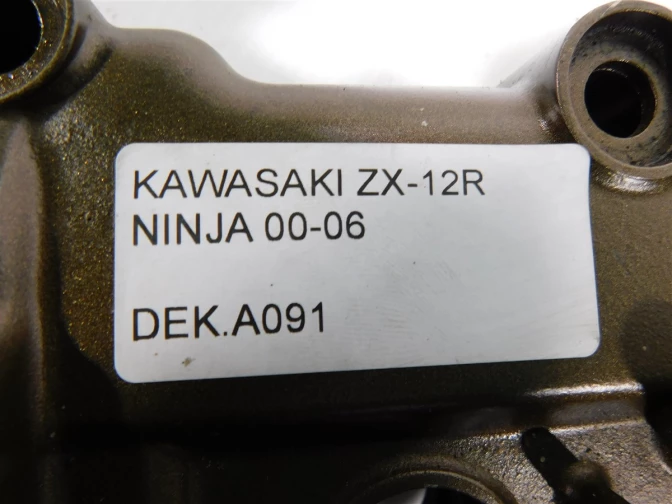 KAWASAKI ZX-12R
NINJA 00-06
DEK.A091